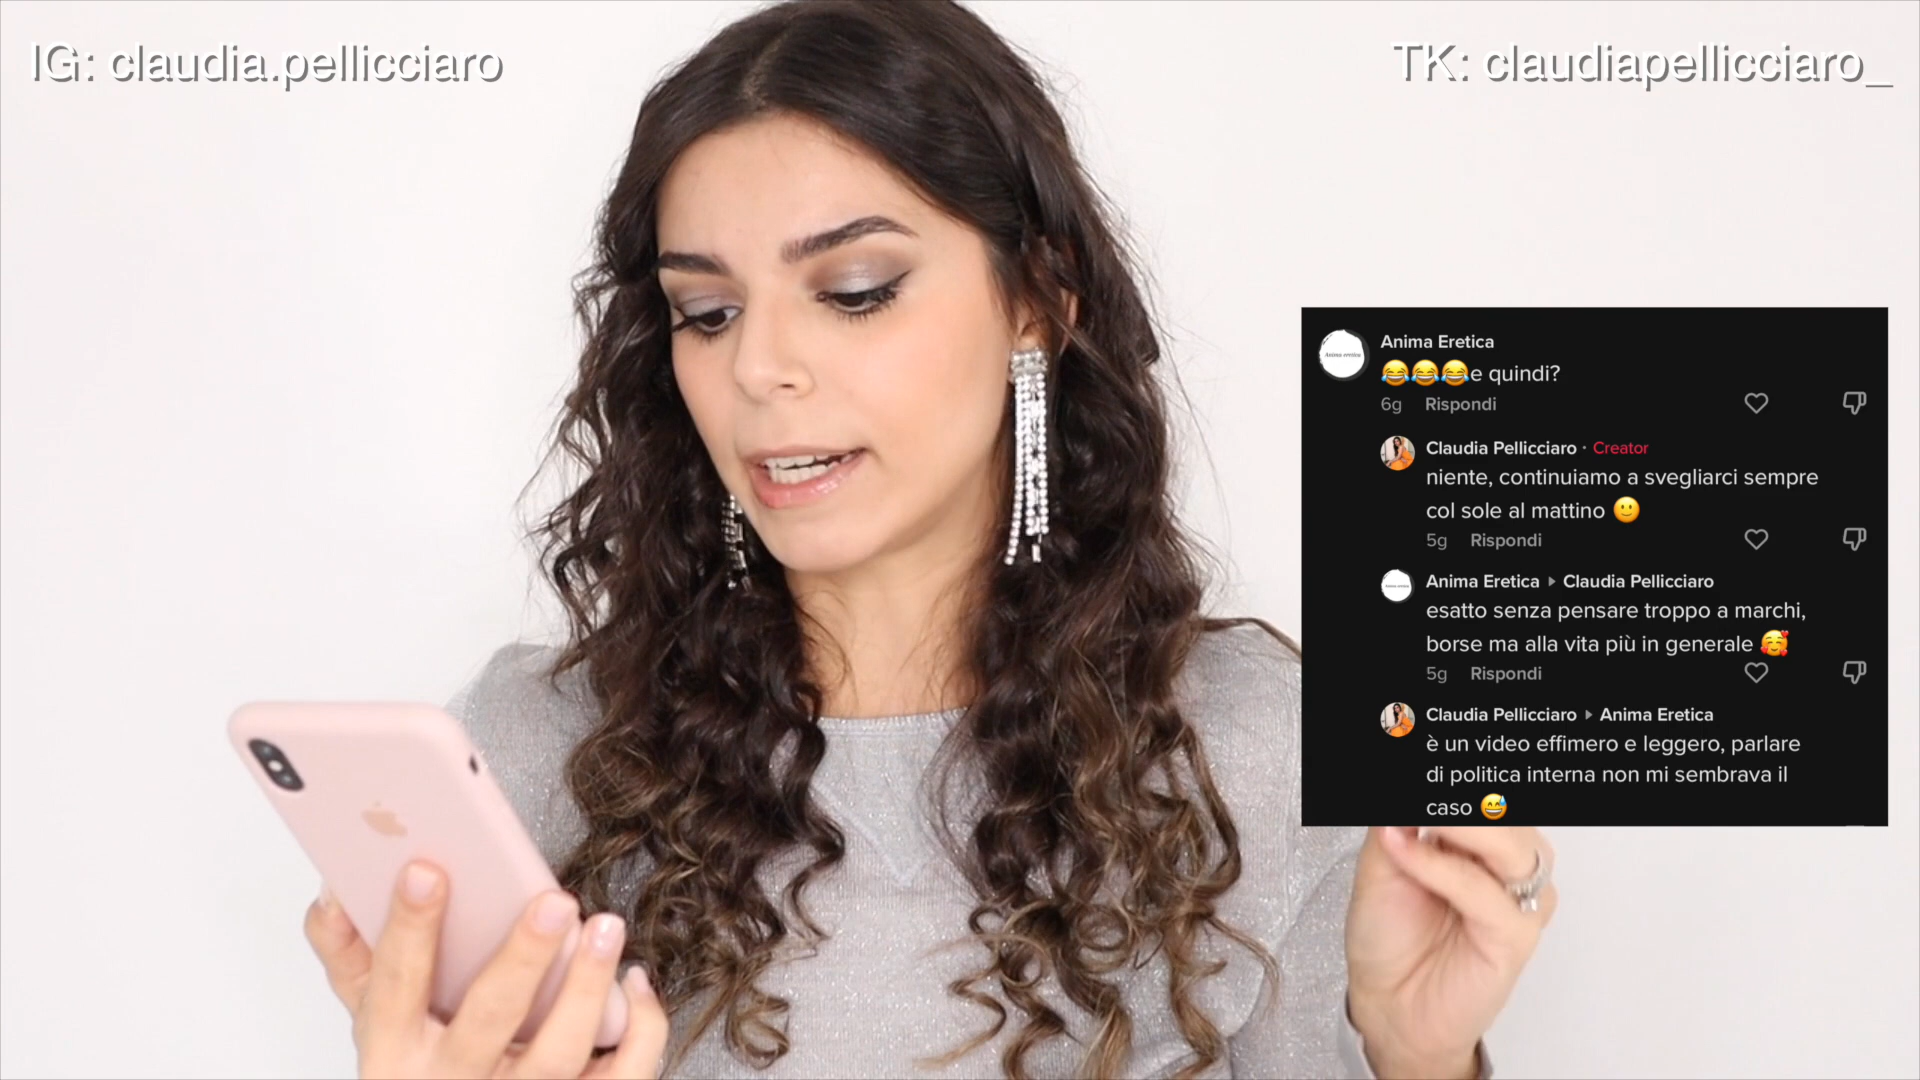 IG: claudia.pellicciaro
TK: claudiapellicciaro_
Anima Eretica
😂😂😂e quindi?
6g Rispondi
Claudia Pellicciaro · Creator
niente, continuiamo a svegliarci sempre
col sole al mattino 🙂
5g Rispondi
Anima Eretica ▸ Claudia Pellicciaro
esatto senza pensare troppo a marchi,
borse ma alla vita più in generale 🥰
5g Rispondi
Claudia Pellicciaro ▸ Anima Eretica
è un video effimero e leggero, parlare
di politica interna non mi sembrava il
caso 😅